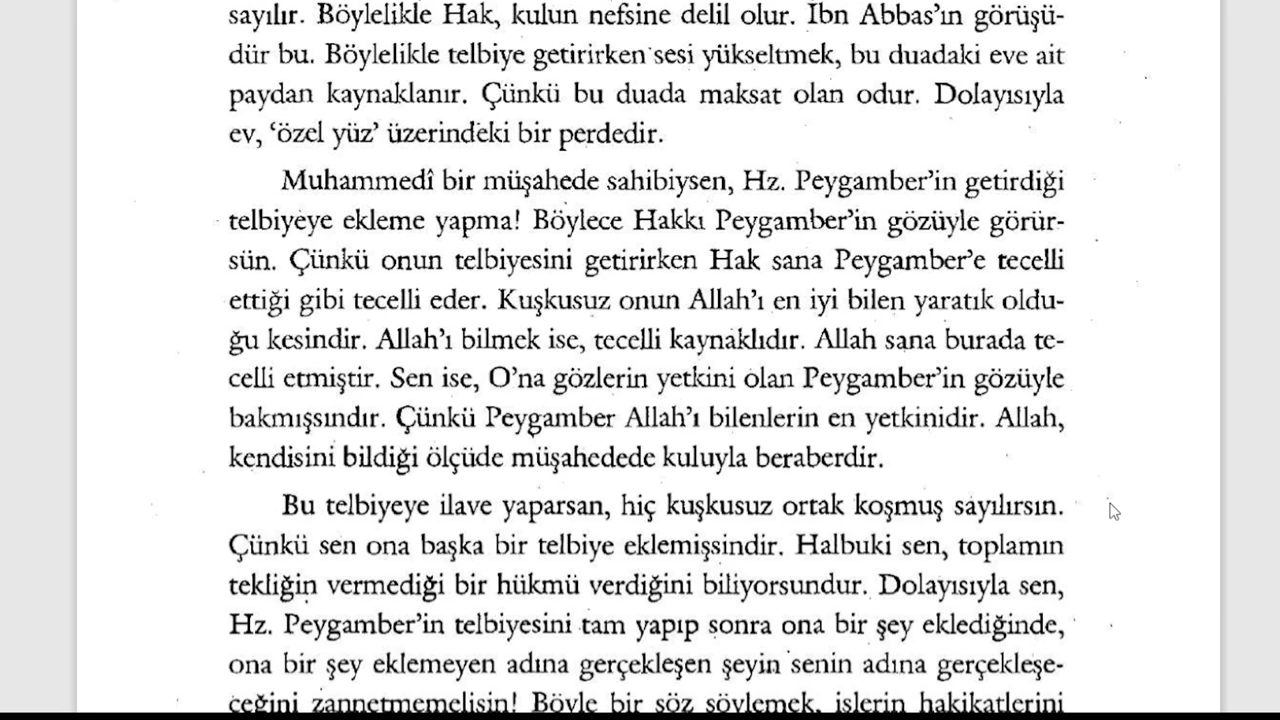 sayılır. Böylelikle Hak, kulun nefsine delil olur. İbn Abbas’ın görüşü-
dür bu. Böylelikle telbiye getirirken sesi yükseltmek, bu duadaki eve ait
paydan kaynaklanır. Çünkü bu duada maksat olan odur. Dolayısıyla
ev, ‘özel yüz’ üzerindeki bir perdedir.
Muhammedî bir müşahede sahibiysen, Hz. Peygamber’in getirdiği
telbiyeye ekleme yapma! Böylece Hakkı Peygamber’in gözüyle görür-
sün. Çünkü onun telbiyesini getirirken Hak sana Peygamber’e tecelli
ettiği gibi tecelli eder. Kuşkusuz onun Allah’ı en iyi bilen yaratık oldu-
ğu kesindir. Allah’ı bilmek ise, tecelli kaynaklıdır. Allah sana burada te-
celli etmiştir. Sen ise, O’na gözlerin yetkini olan Peygamber’in gözüyle
bakmışsındır. Çünkü Peygamber Allah’ı bilenlerin en yetkinidir. Allah,
kendisini bildiği ölçüde müşahedede kuluyla beraberdir.
Bu telbiyeye ilave yaparsan, hiç kuşkusuz ortak koşmuş sayılırsın.
Çünkü sen ona başka bir telbiye eklemişsindir. Halbuki sen, toplamın
tekliğin vermediği bir hükmü verdiğini biliyorsundur. Dolayısıyla sen,
Hz. Peygamber’in telbiyesini tam yapıp sonra ona bir şey eklediğinde,
ona bir şey eklemeyen adına gerçekleşen şeyin senin adına gerçekleşe-
ceğini zannetmemelisin! Böyle bir söz söylemek, işlerin hakikatlerini